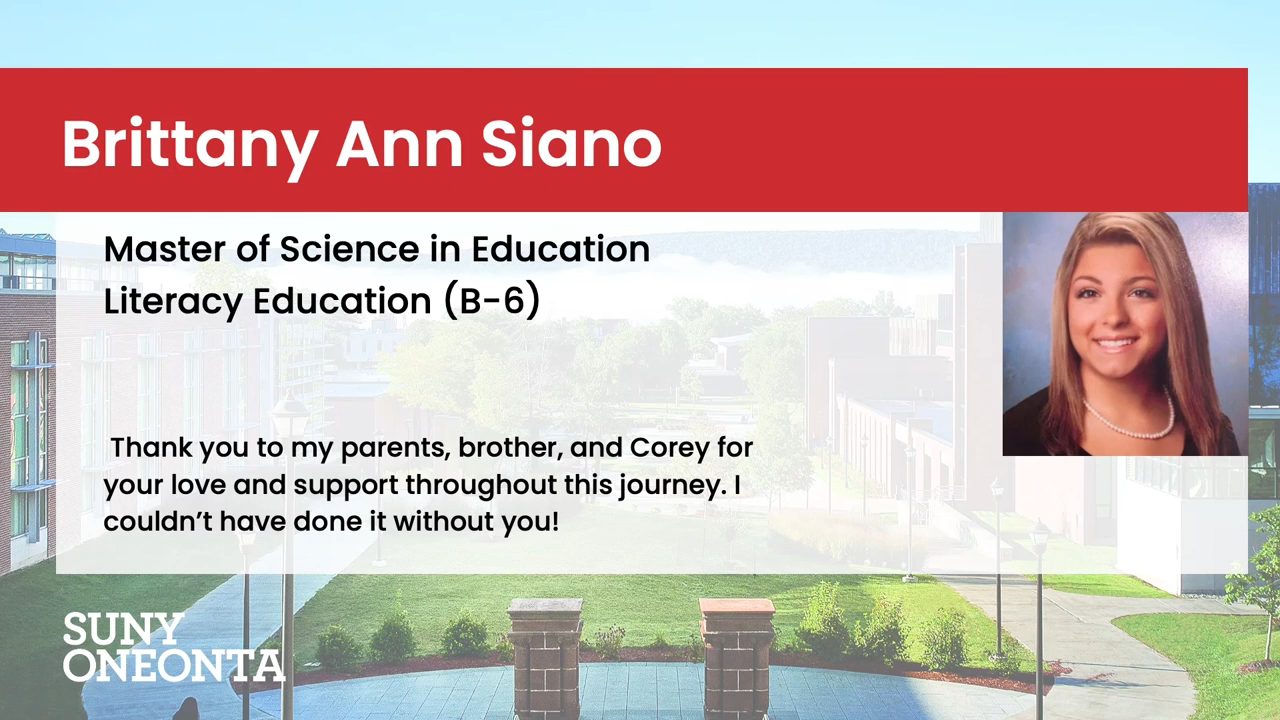 Brittany Ann Siano
Master of Science in Education
Literacy Education (B-6)
Thank you to my parents, brother, and Corey for
your love and support throughout this journey. I
couldn’t have done it without you!
SUNY
ONEONTA